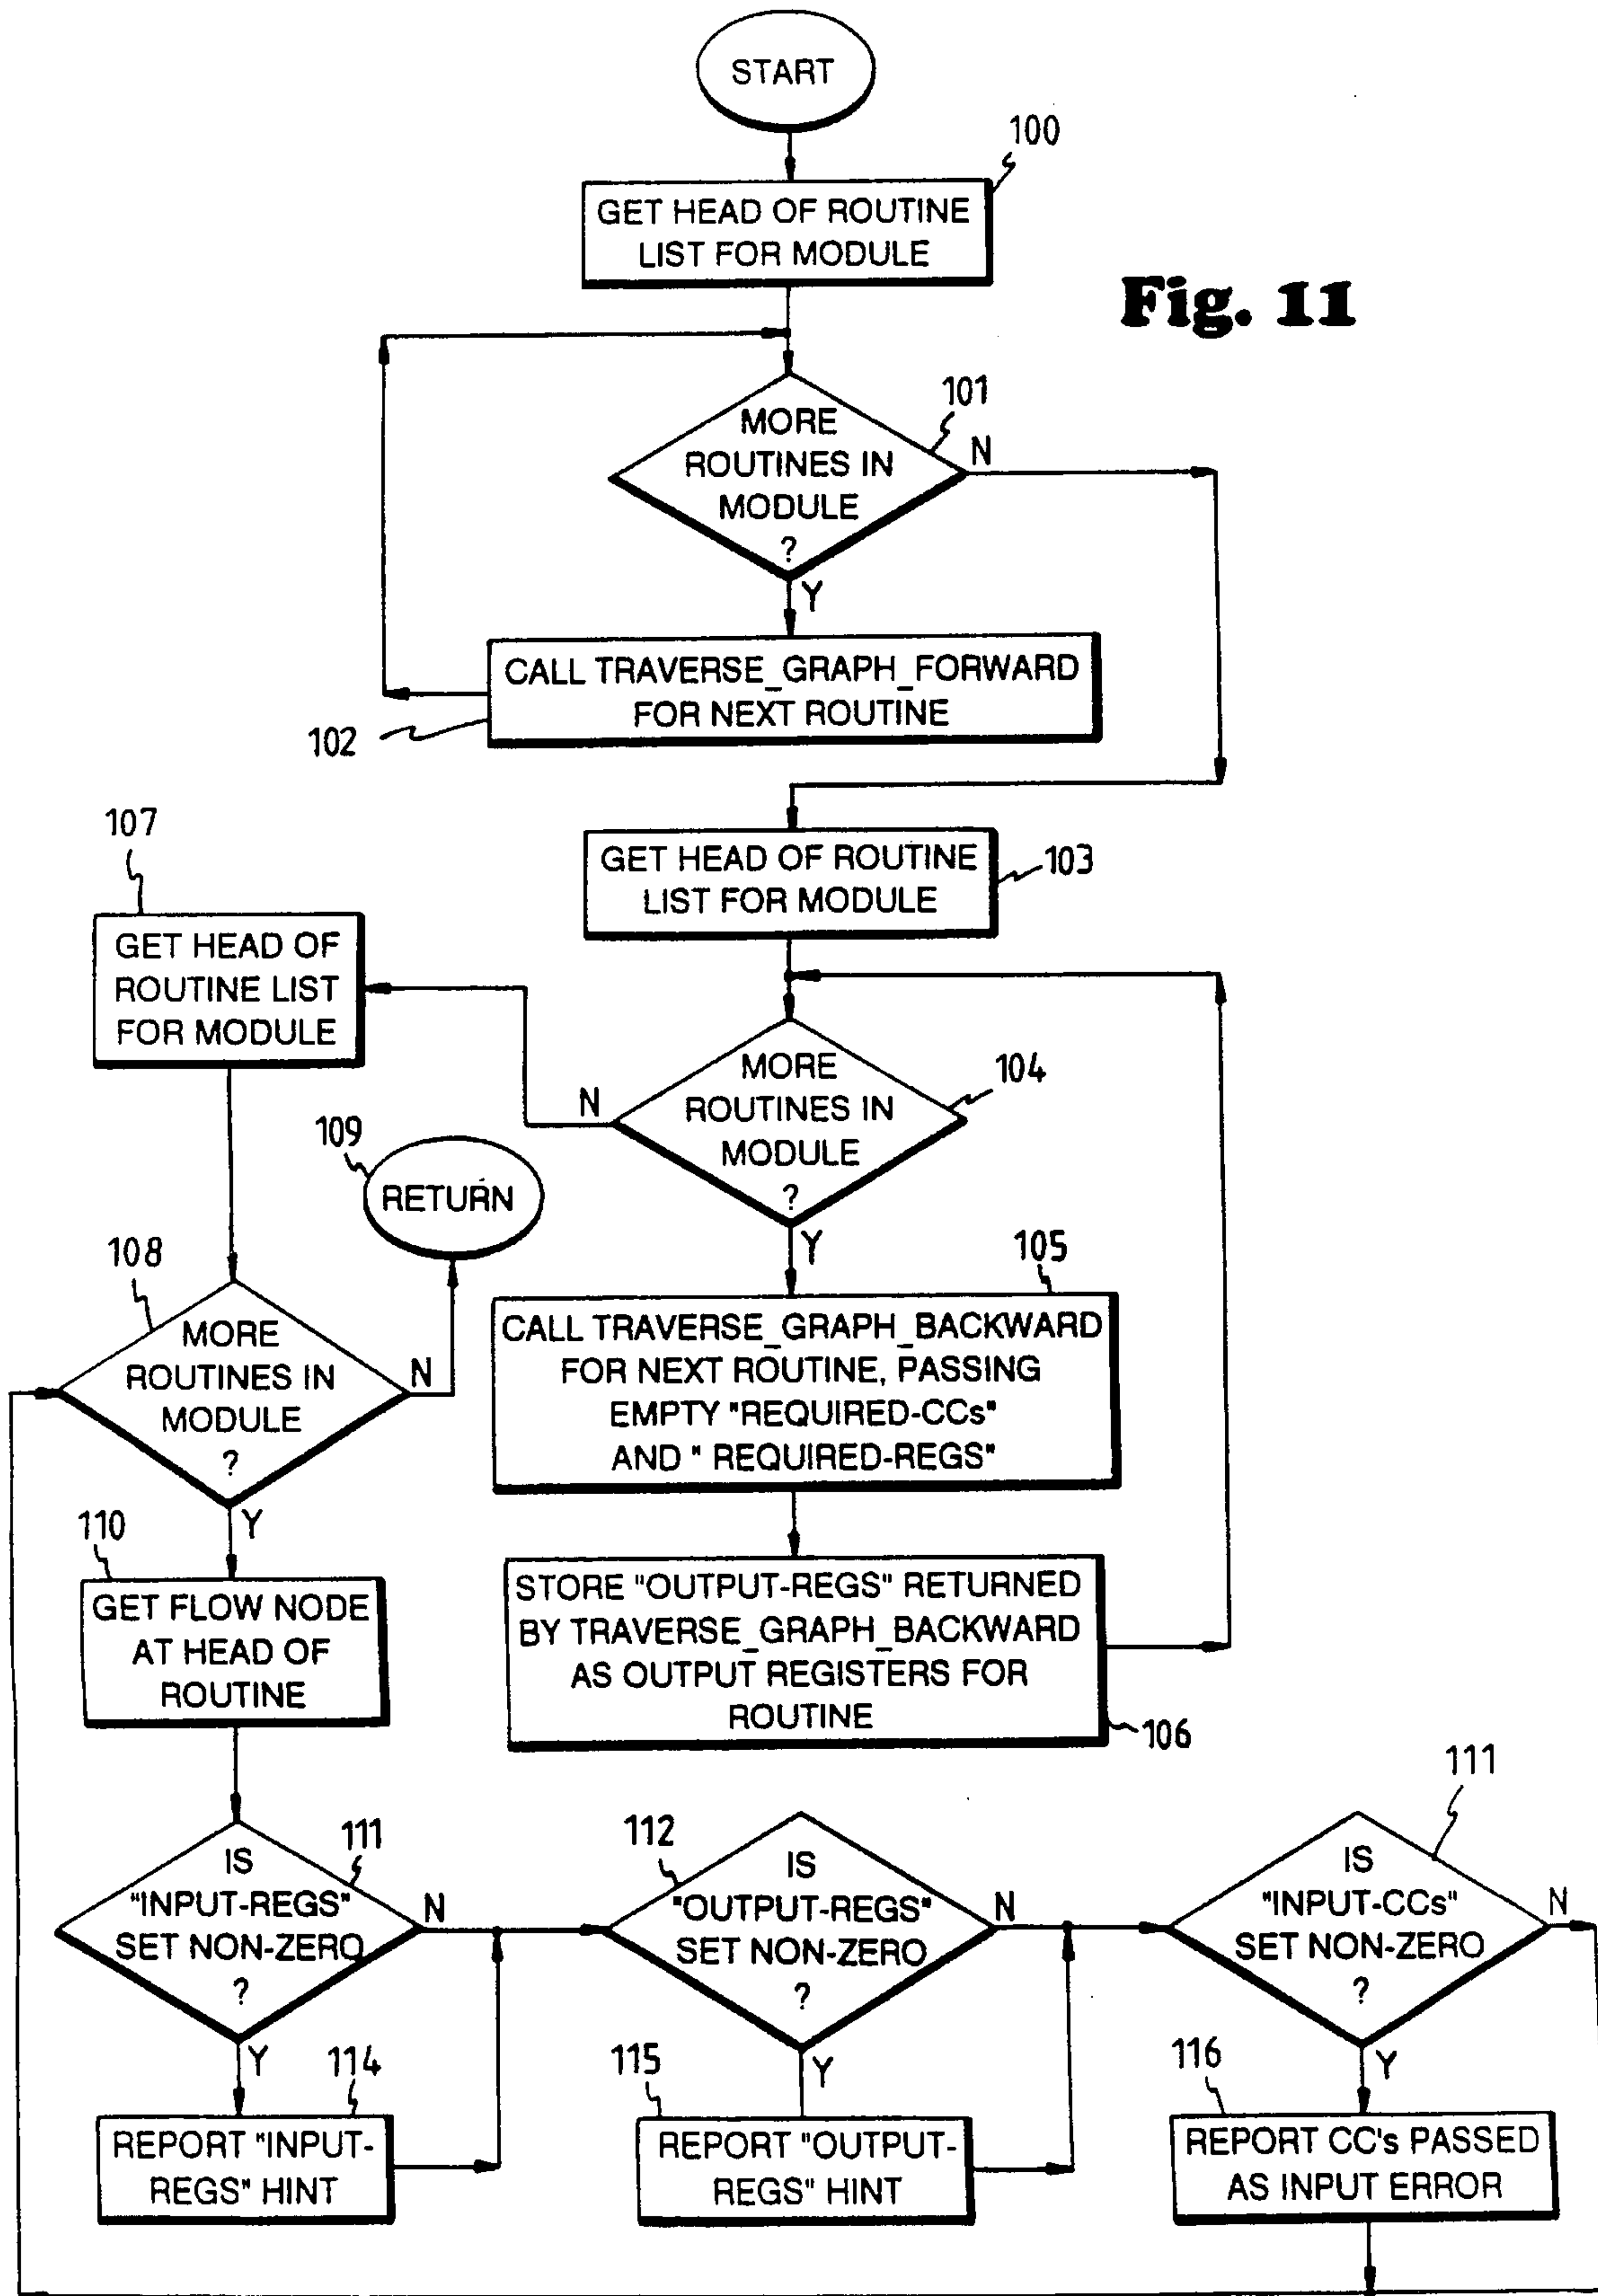 START
100
GET HEAD OF ROUTINE
LIST FOR MODULE
Fig. 11
101
MORE
ROUTINES IN
MODULE
?
N
Y
CALL TRAVERSE_GRAPH_FORWARD
FOR NEXT ROUTINE
102
103
GET HEAD OF ROUTINE
LIST FOR MODULE
107
GET HEAD OF
ROUTINE LIST
FOR MODULE
104
MORE
ROUTINES IN
MODULE
?
N
Y
109
RETURN
108
MORE
ROUTINES IN
MODULE
?
N
Y
105
CALL TRAVERSE_GRAPH_BACKWARD
FOR NEXT ROUTINE, PASSING
EMPTY "REQUIRED-CCs"
AND " REQUIRED-REGS"
110
GET FLOW NODE
AT HEAD OF
ROUTINE
STORE "OUTPUT-REGS" RETURNED
BY TRAVERSE_GRAPH_BACKWARD
AS OUTPUT REGISTERS FOR
ROUTINE
106
111
IS
"INPUT-REGS"
SET NON-ZERO
?
N
Y
112
IS
"OUTPUT-REGS"
SET NON-ZERO
?
N
Y
111
IS
"INPUT-CCs"
SET NON-ZERO
?
N
Y
114
REPORT "INPUT-
REGS" HINT
115
REPORT "OUTPUT-
REGS" HINT
116
REPORT CC's PASSED
AS INPUT ERROR